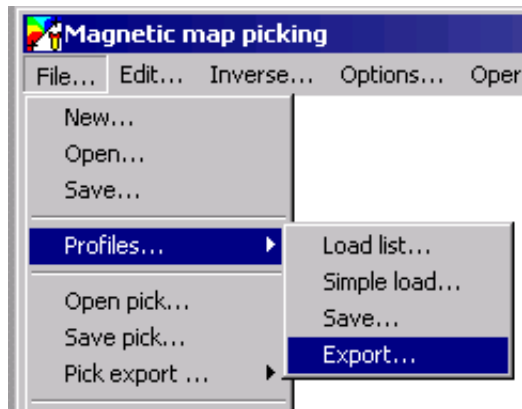 Magnetic map picking
File... Edit... Inverse... Options... Oper
New...
Open...
Save...
Profiles...
Load list...
Simple load...
Save...
Export...
Open pick...
Save pick...
Pick export ...